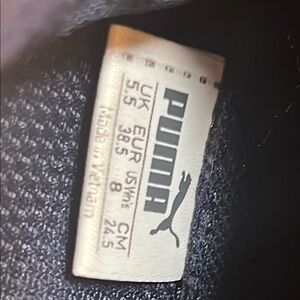 PUMA
UK EUR US Wns CM
5.5 38.5 8 24.5
Made in Vietnam